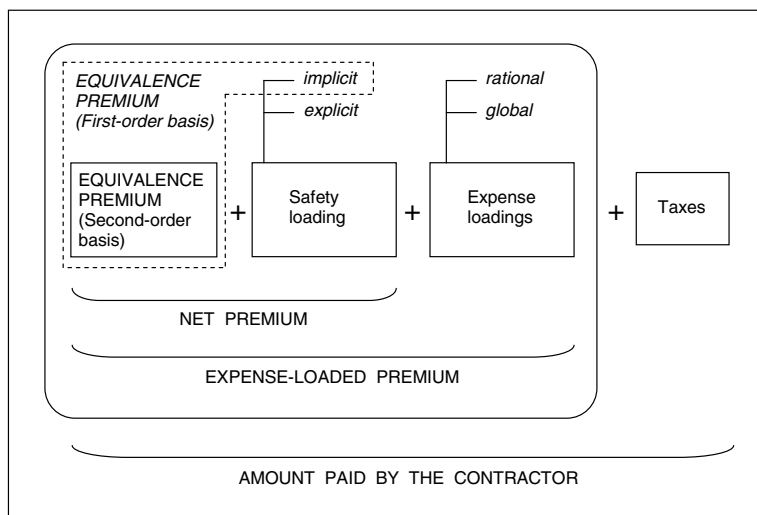 EQUIVALENCE
PREMIUM
(First-order basis)
implicit
explicit
rational
global
EQUIVALENCE
PREMIUM
(Second-order
basis)
+
Safety
loading
+
Expense
loadings
+
Taxes
NET PREMIUM
EXPENSE-LOADED PREMIUM
AMOUNT PAID BY THE CONTRACTOR